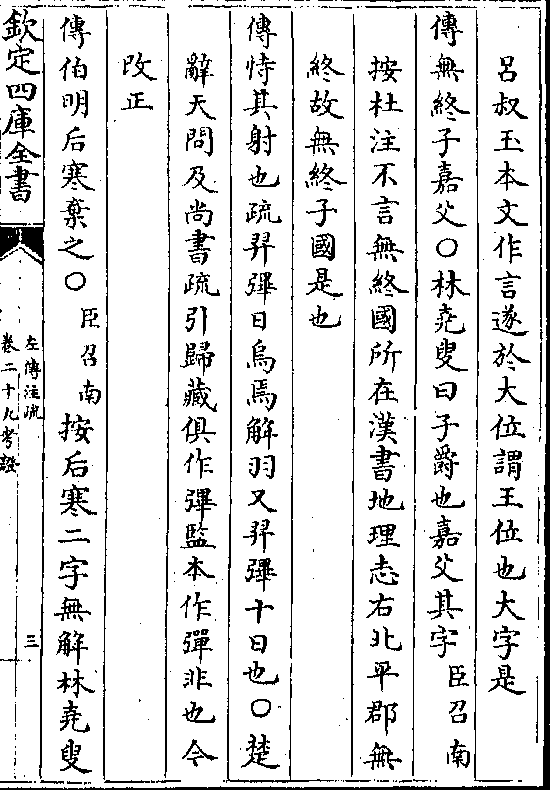 呂叔玉本文作言遂於大位謂王位也大字是
傳無終子嘉父○林堯叟曰子爵也嘉父其字臣召南
按杜注不言無終國所在漢書地理志右北平郡無
終故無終子國是也
傳恃其射也疏羿彃日烏焉解羽又羿彃十日也○楚
辭天問及尚書疏引歸藏俱作彃監本作彈非也今
改正
傳伯明后寒棄之○臣召南按后寒二字無解林堯叟
欽定四庫全書
左傳注疏
卷二十九考證
三